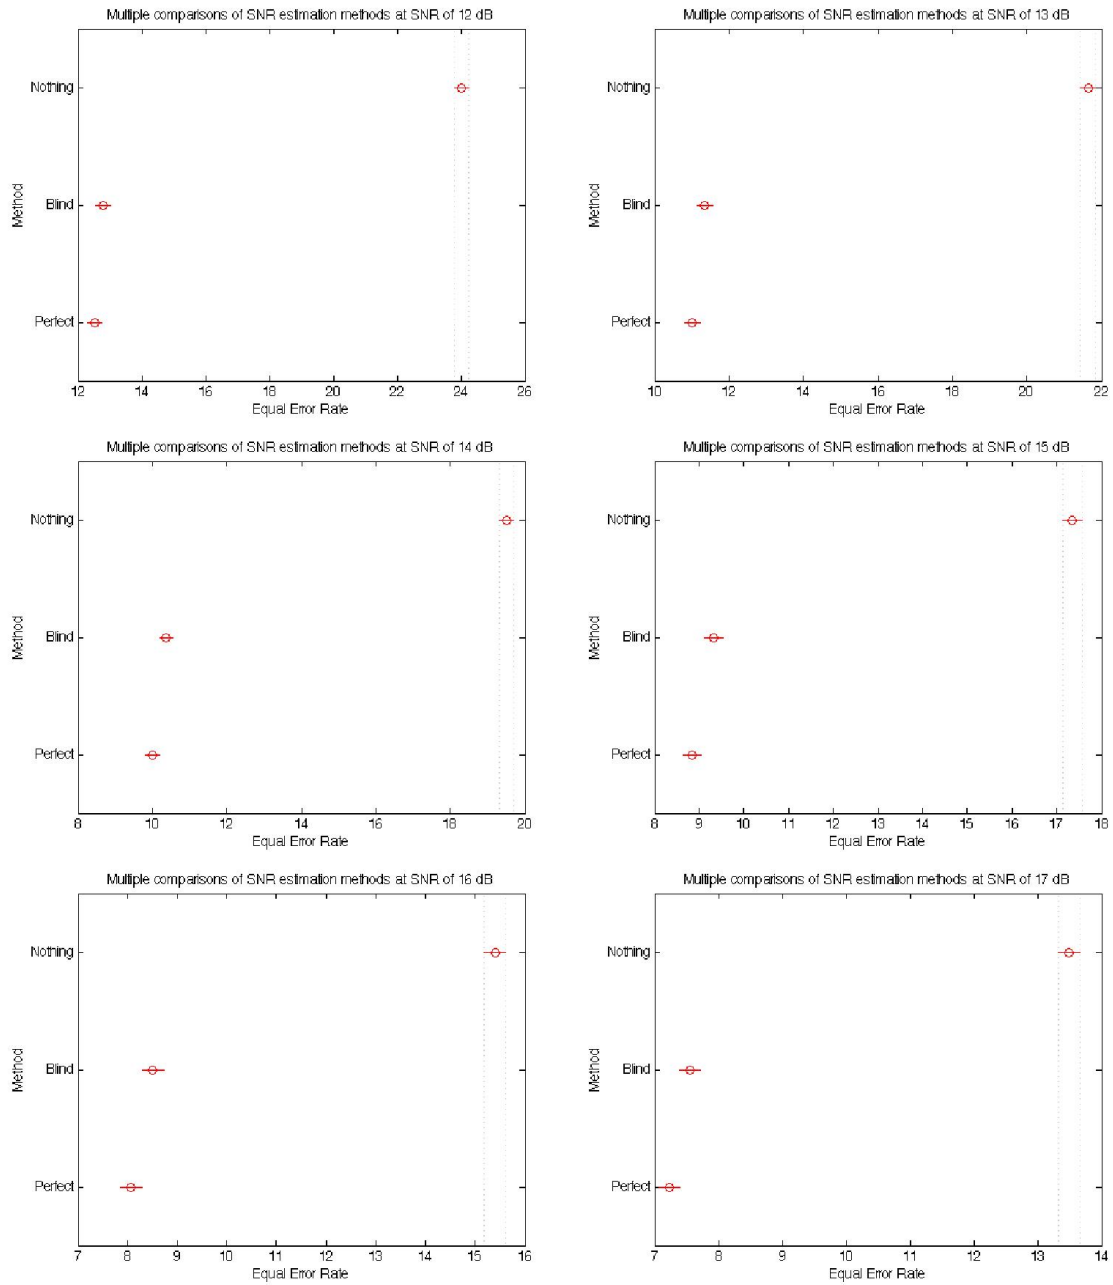 Multiple comparisons of SNR estimation methods at SNR of 12 dB
Nothing
Blind
Perfect
Method
12 14 16 18 20 22 24 26
Equal Error Rate
Multiple comparisons of SNR estimation methods at SNR of 13 dB
Nothing
Blind
Perfect
Method
10 12 14 16 18 20 22
Equal Error Rate
Multiple comparisons of SNR estimation methods at SNR of 14 dB
Nothing
Blind
Perfect
Method
8 10 12 14 16 18 20
Equal Error Rate
Multiple comparisons of SNR estimation methods at SNR of 15 dB
Nothing
Blind
Perfect
Method
8 9 10 11 12 13 14 15 16 17 18
Equal Error Rate
Multiple comparisons of SNR estimation methods at SNR of 16 dB
Nothing
Blind
Perfect
Method
7 8 9 10 11 12 13 14 15 16
Equal Error Rate
Multiple comparisons of SNR estimation methods at SNR of 17 dB
Nothing
Blind
Perfect
Method
7 8 9 10 11 12 13 14
Equal Error Rate